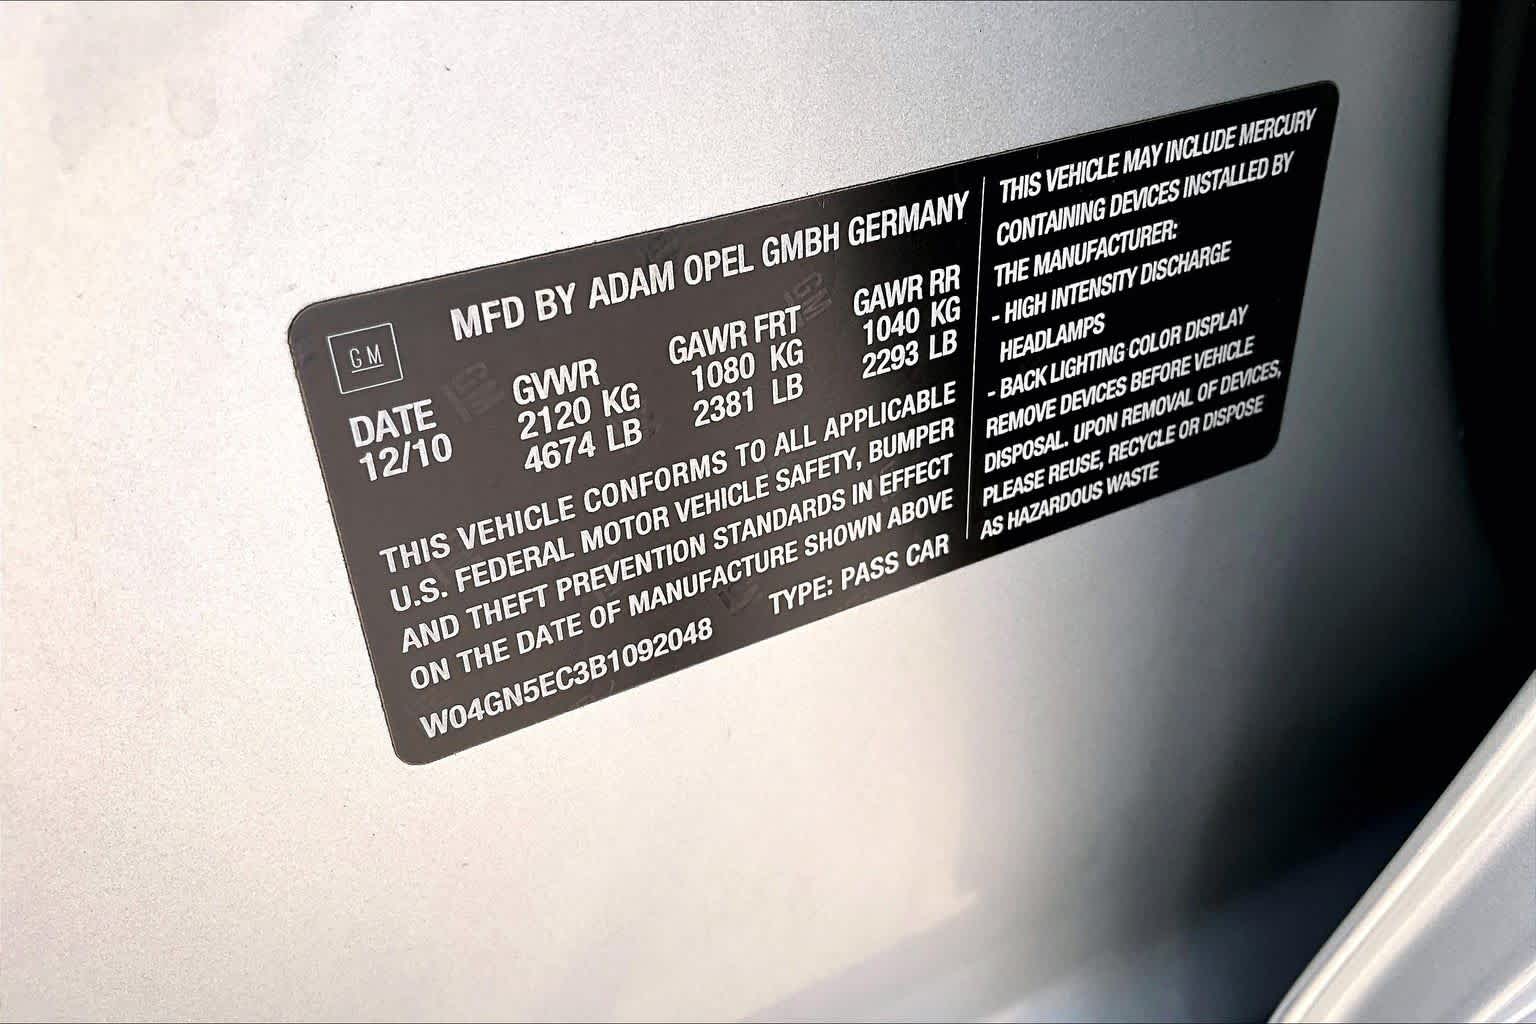 GM
MFD BY ADAM OPEL GMBH GERMANY
DATE
12/10
GVWR
2120 KG
4674 LB
GAWR FRT
1080 KG
2381 LB
GAWR RR
1040 KG
2293 LB
THIS VEHICLE CONFORMS TO ALL APPLICABLE
U.S. FEDERAL MOTOR VEHICLE SAFETY, BUMPER
AND THEFT PREVENTION STANDARDS IN EFFECT
ON THE DATE OF MANUFACTURE SHOWN ABOVE
W04GN5EC3B1092048
TYPE: PASS CAR
THIS VEHICLE MAY INCLUDE MERCURY
CONTAINING DEVICES INSTALLED BY
THE MANUFACTURER:
- HIGH INTENSITY DISCHARGE
HEADLAMPS
- BACK LIGHTING COLOR DISPLAY
REMOVE DEVICES BEFORE VEHICLE
DISPOSAL. UPON REMOVAL OF DEVICES,
PLEASE REUSE, RECYCLE OR DISPOSE
AS HAZARDOUS WASTE